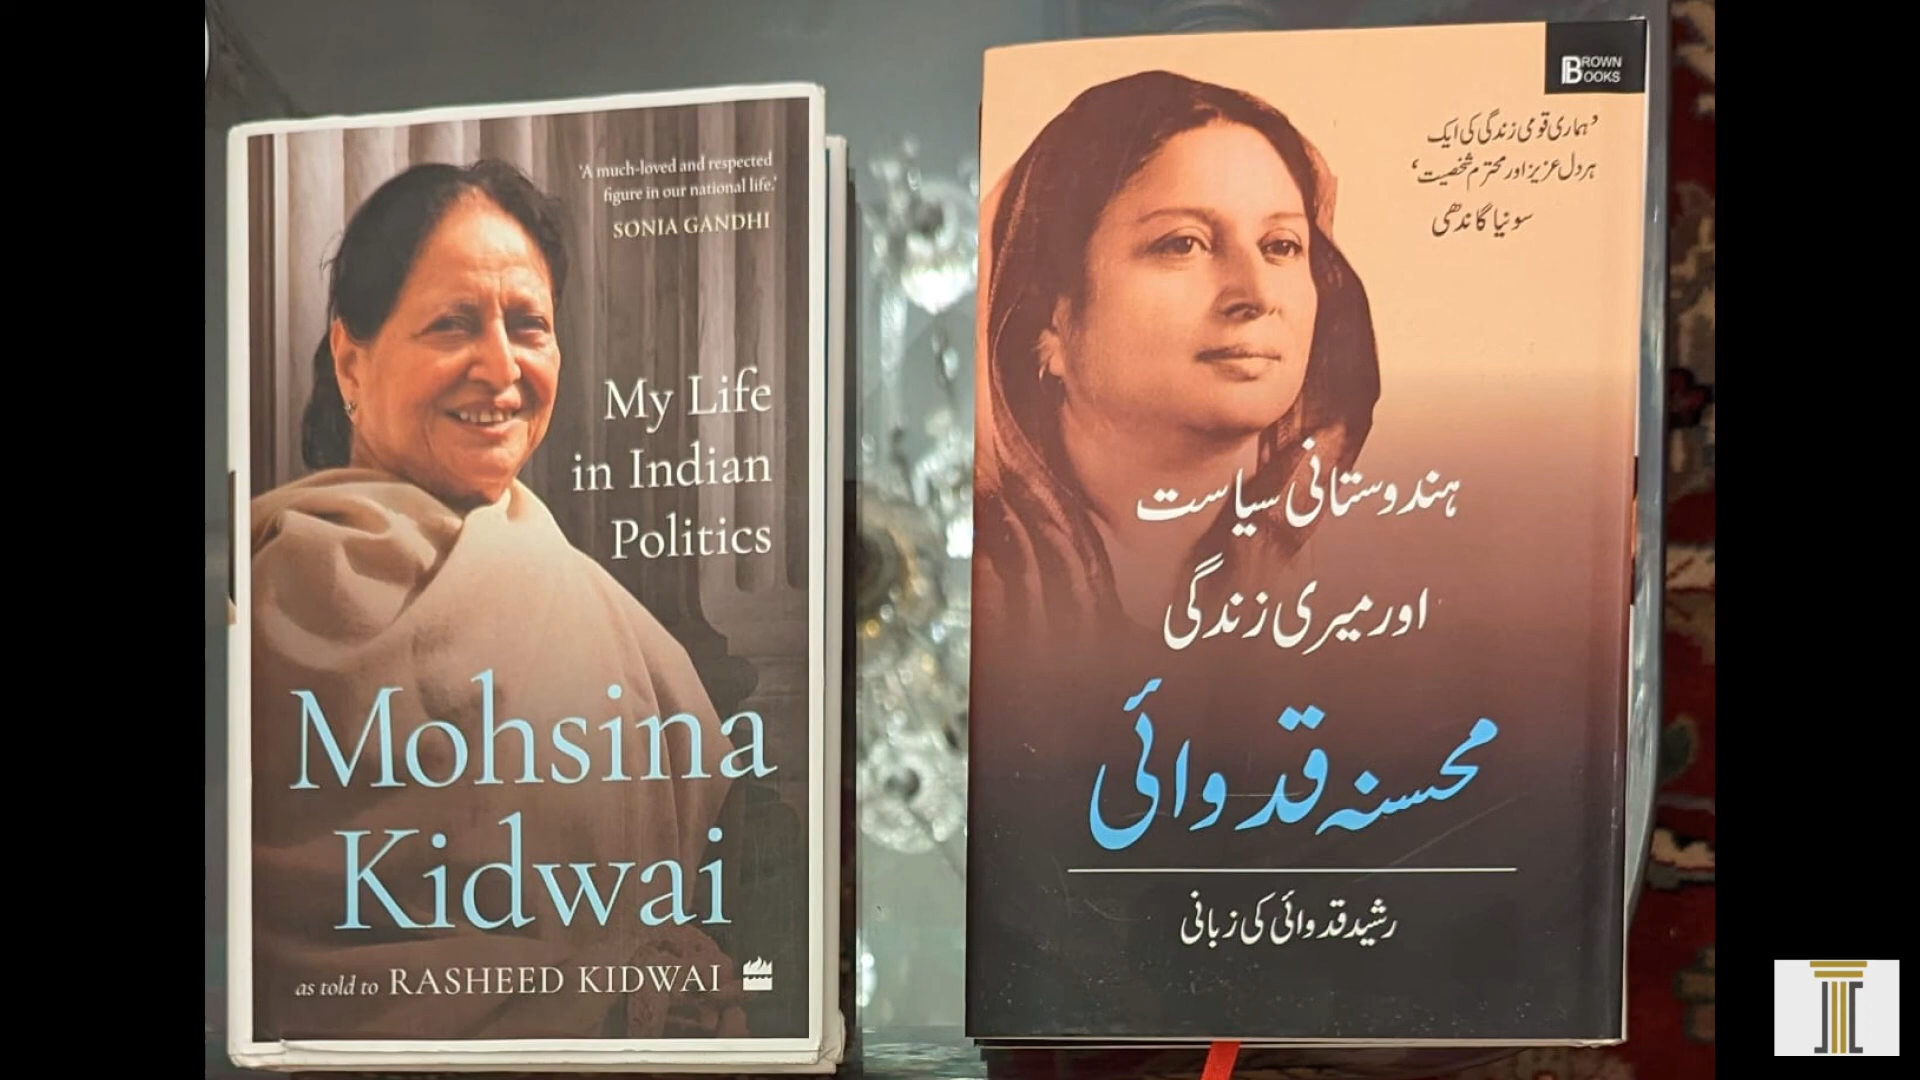 'A much-loved and respected
figure in our national life.'
SONIA GANDHI
My Life
in Indian
Politics
Mohsina
Kidwai
as told to RASHEED KIDWAI
BROWN
BOOKS
’ہماری قومی زندگی کی ایک
ہر دل عزیز اور محترم شخصیت‘
سونیا گاندھی
ہندوستانی سیاست
اور میری زندگی
محسنہ قدوائی
رشید قدوائی کی زبانی